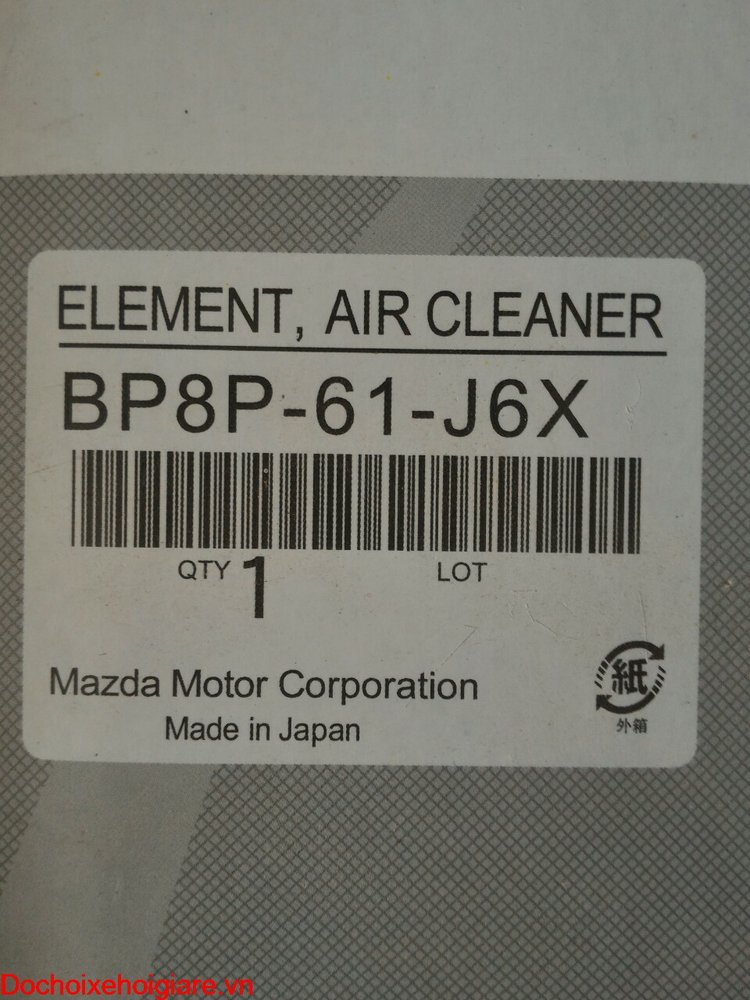 ELEMENT, AIR CLEANER
BP8P-61-J6X
QTY 1 LOT
Mazda Motor Corporation
Made in Japan
紙
外箱
Dochoixehoigiare.vn